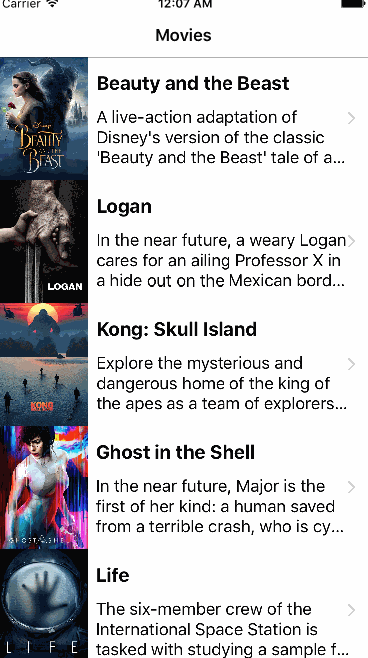 Carrier 12:07 AM
Movies
Beauty and the Beast
A live-action adaptation of
Disney's version of the classic
'Beauty and the Beast' tale of a...
Disney
BEAUTY
AND THE
BEAST
Logan
In the near future, a weary Logan
cares for an ailing Professor X in
a hide out on the Mexican bord...
LOGAN
Kong: Skull Island
Explore the mysterious and
dangerous home of the king of
the apes as a team of explorers...
KONG
Ghost in the Shell
In the near future, Major is the
first of her kind: a human saved
from a terrible crash, who is cy...
GHOST SHELL
Life
The six-member crew of the
International Space Station is
tasked with studying a sample f...
LIFE